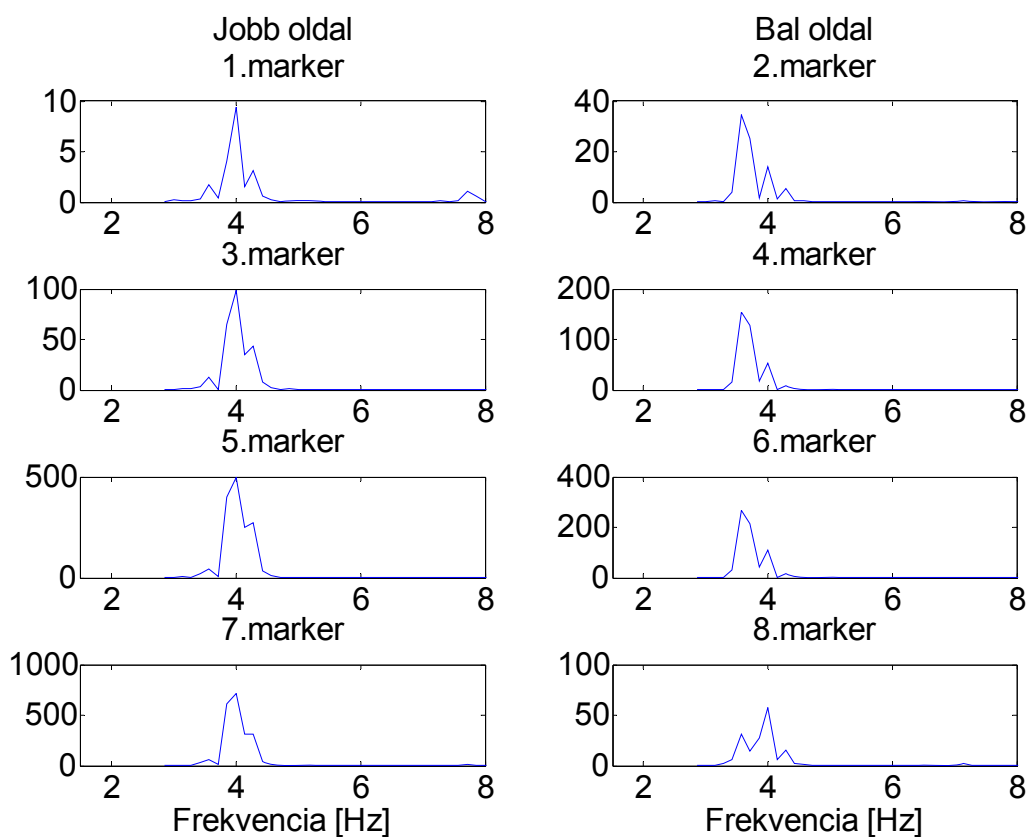 Jobb oldal
1.marker
10
5
0
2 4 6 8
3.marker
100
50
0
2 4 6 8
5.marker
500
0
2 4 6 8
7.marker
1000
500
0
2 4 6 8
Frekvencia [Hz]
Bal oldal
2.marker
40
20
0
2 4 6 8
4.marker
200
100
0
2 4 6 8
6.marker
400
200
0
2 4 6 8
8.marker
100
50
0
2 4 6 8
Frekvencia [Hz]